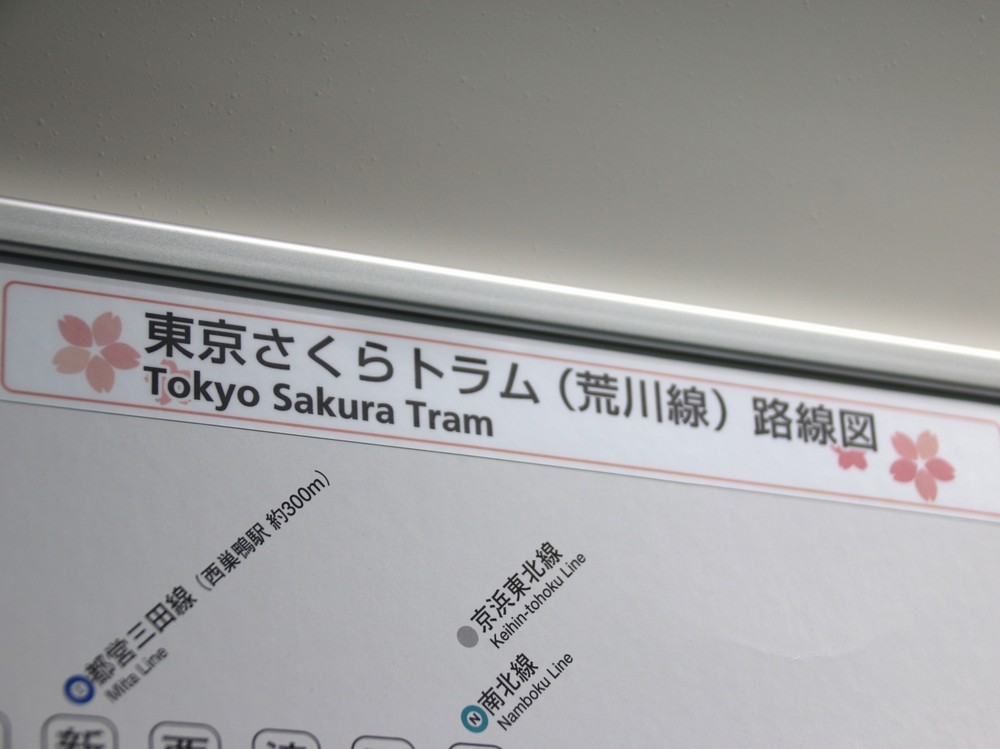 東京さくらトラム（荒川線）路線図
Tokyo Sakura Tram
都営三田線（西巣鴨駅 約300m）
Mita Line
京浜東北線
Keihin-tohoku Line
N 南北線
Namboku Line
新
西